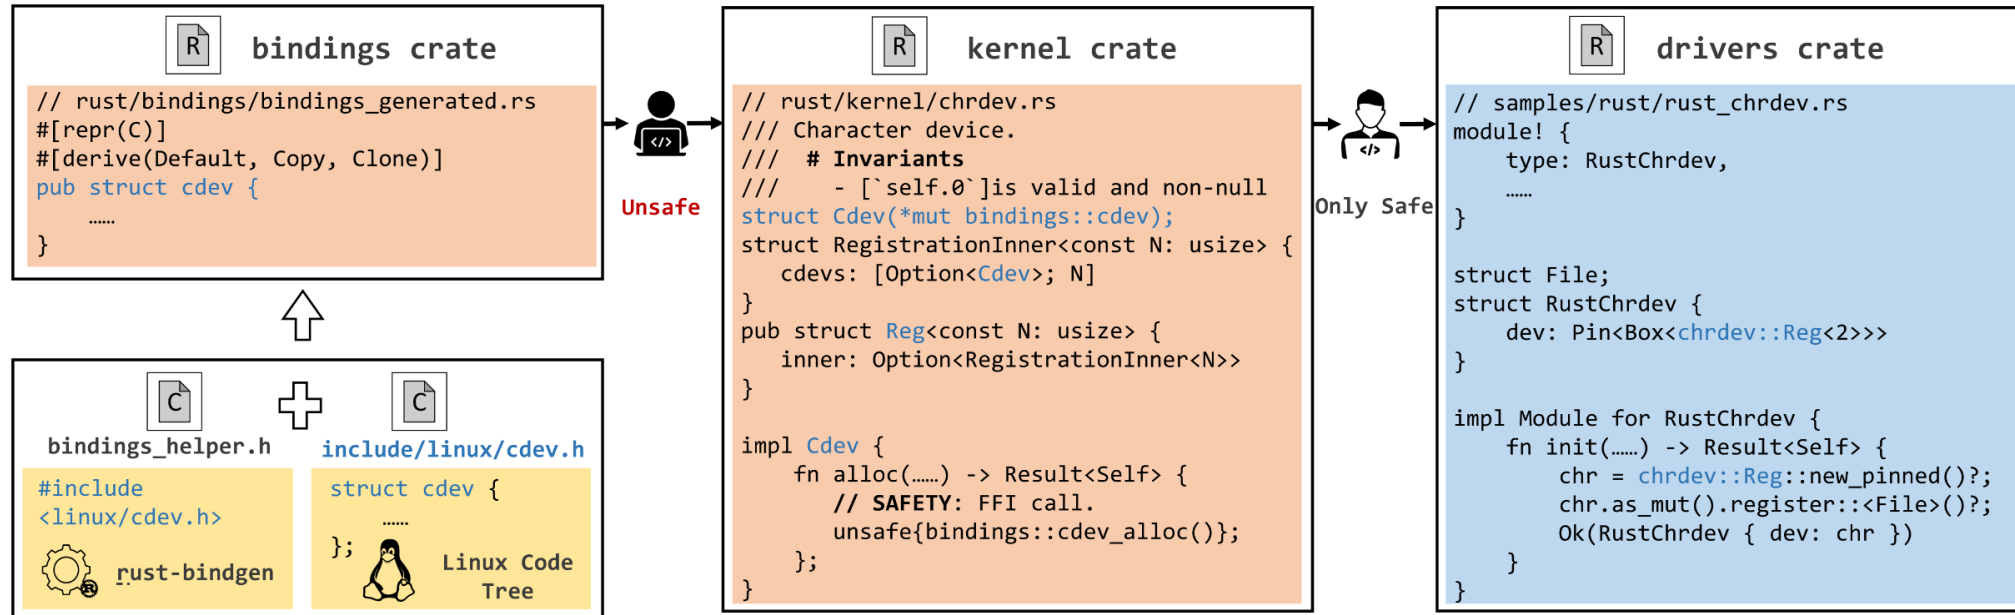 R
bindings crate
// rust/bindings/bindings_generated.rs
#[repr(C)]
#[derive(Default, Copy, Clone)]
pub struct cdev {
……
}
C
bindings_helper.h
#include
<linux/cdev.h>
R
rust-bindgen
C
include/linux/cdev.h
struct cdev {
……
};
Linux Code
Tree
</>
Unsafe
R
kernel crate
// rust/kernel/chrdev.rs
/// Character device.
/// # Invariants
/// - [`self.0`]is valid and non-null
struct Cdev(*mut bindings::cdev);
struct RegistrationInner<const N: usize> {
cdevs: [Option<Cdev>; N]
}
pub struct Reg<const N: usize> {
inner: Option<RegistrationInner<N>>
}
impl Cdev {
fn alloc(……) -> Result<Self> {
// SAFETY: FFI call.
unsafe{bindings::cdev_alloc()};
};
}
</>
Only Safe
R
drivers crate
// samples/rust/rust_chrdev.rs
module! {
type: RustChrdev,
……
}
struct File;
struct RustChrdev {
dev: Pin<Box<chrdev::Reg<2>>>
}
impl Module for RustChrdev {
fn init(……) -> Result<Self> {
chr = chrdev::Reg::new_pinned()?;
chr.as_mut().register::<File>()?;
Ok(RustChrdev { dev: chr })
}
}